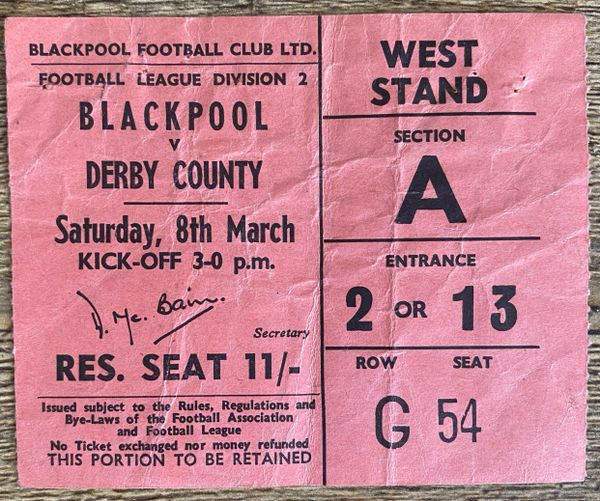 BLACKPOOL FOOTBALL CLUB LTD.
FOOTBALL LEAGUE DIVISION 2
BLACKPOOL
v
DERBY COUNTY
Saturday, 8th March
KICK-OFF 3-0 p.m.
D. Mc. Bain.
Secretary
RES. SEAT 11/-
Issued subject to the Rules, Regulations and
Bye-Laws of the Football Association
and Football League
No Ticket exchanged nor money refunded
THIS PORTION TO BE RETAINED
WEST
STAND
SECTION
A
ENTRANCE
2 OR 13
ROW SEAT
G 54